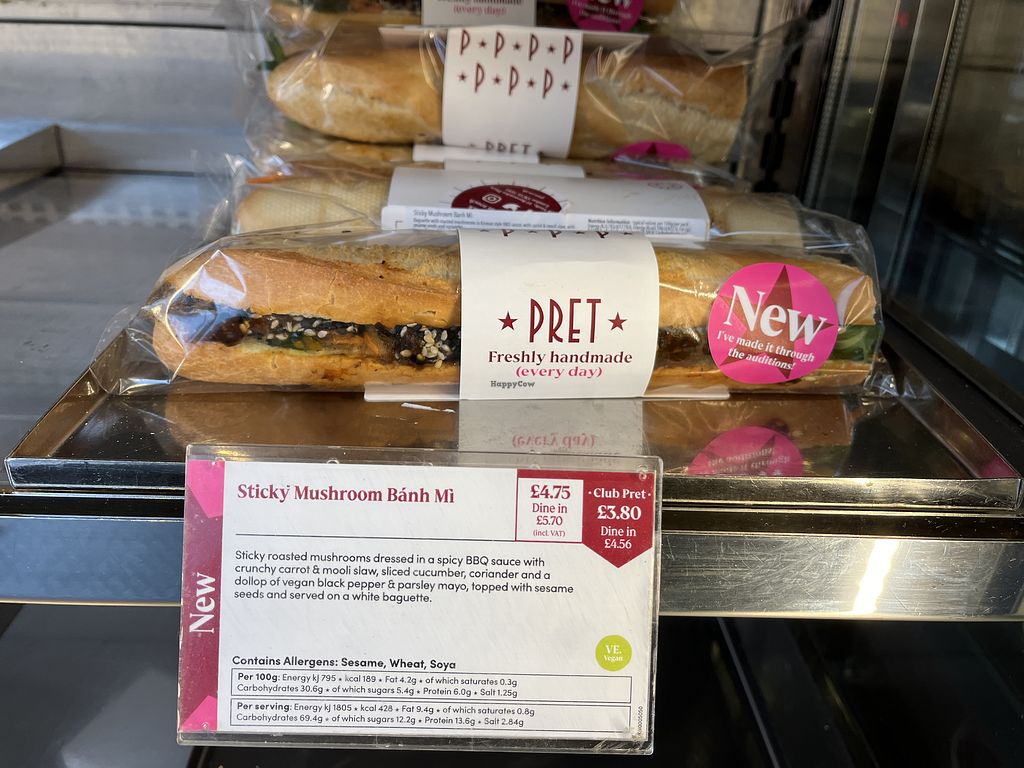 (every day)
New
P★P★P★P
★P★P★P★
PRET
Sticky Mushroom Bánh Mì
★ PRET ★
Freshly handmade
(every day)
HappyCow
New
I've made it through
the auditions!
(every day)
Sticky Mushroom Bánh Mì
£4.75
Dine in
£5.70
(incl. VAT)
• Club Pret •
£3.80
Dine in
£4.56
Sticky roasted mushrooms dressed in a spicy BBQ sauce with
crunchy carrot & mooli slaw, sliced cucumber, coriander and a
dollop of vegan black pepper & parsley mayo, topped with sesame
seeds and served on a white baguette.
New
VE.
Vegan
Contains Allergens: Sesame, Wheat, Soya
Per 100g: Energy kJ 795 ★ kcal 189 ★ Fat 4.2g ★ of which saturates 0.3g
Carbohydrates 30.6g ★ of which sugars 5.4g ★ Protein 6.0g ★ Salt 1.25g
Per serving: Energy kJ 1805 ★ kcal 428 ★ Fat 9.4g ★ of which saturates 0.8g
Carbohydrates 69.4g ★ of which sugars 12.2g ★ Protein 13.6g ★ Salt 2.84g